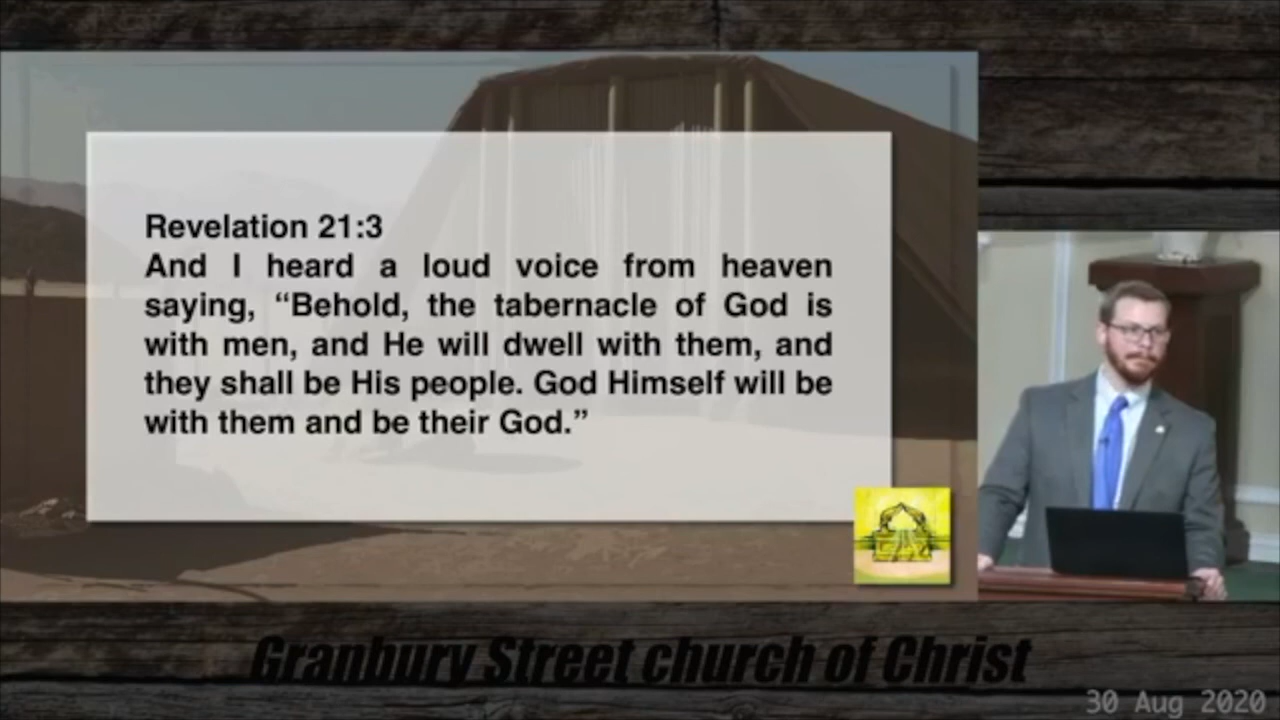 Revelation 21:3
And I heard a loud voice from heaven
saying, “Behold, the tabernacle of God is
with men, and He will dwell with them, and
they shall be His people. God Himself will be
with them and be their God.”
Granbury Street church of Christ
30 Aug 2020